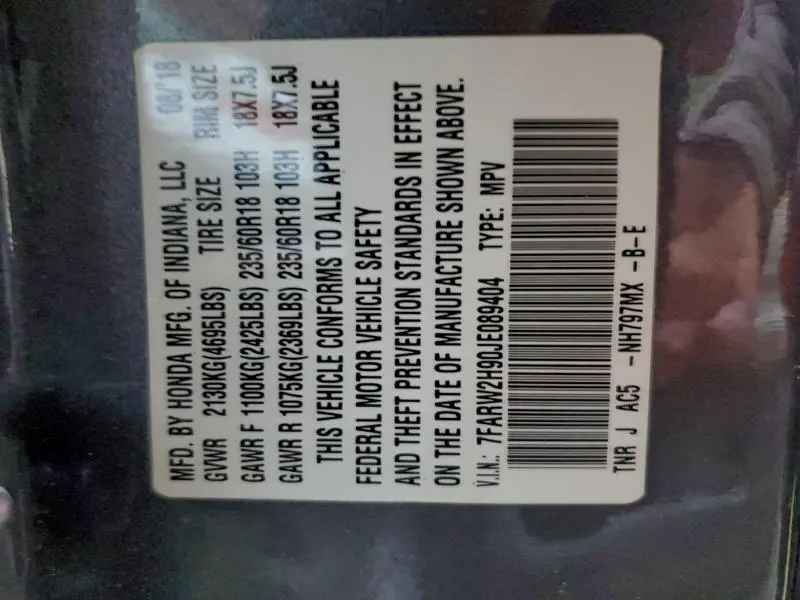 MFD. BY HONDA MFG. OF INDIANA, LLC 08/'18
GVWR 2130KG(4695LBS) TIRE SIZE RIM SIZE
GAWR F 1100KG(2425LBS) 235/60R18 103H 18X7.5J
GAWR R 1075KG(2369LBS) 235/60R18 103H 18X7.5J
THIS VEHICLE CONFORMS TO ALL APPLICABLE
FEDERAL MOTOR VEHICLE SAFETY
AND THEFT PREVENTION STANDARDS IN EFFECT
ON THE DATE OF MANUFACTURE SHOWN ABOVE.
V.I.N.: 7FARW2H90JE089404 TYPE: MPV
TNR J AC5 -NH797MX -B-E